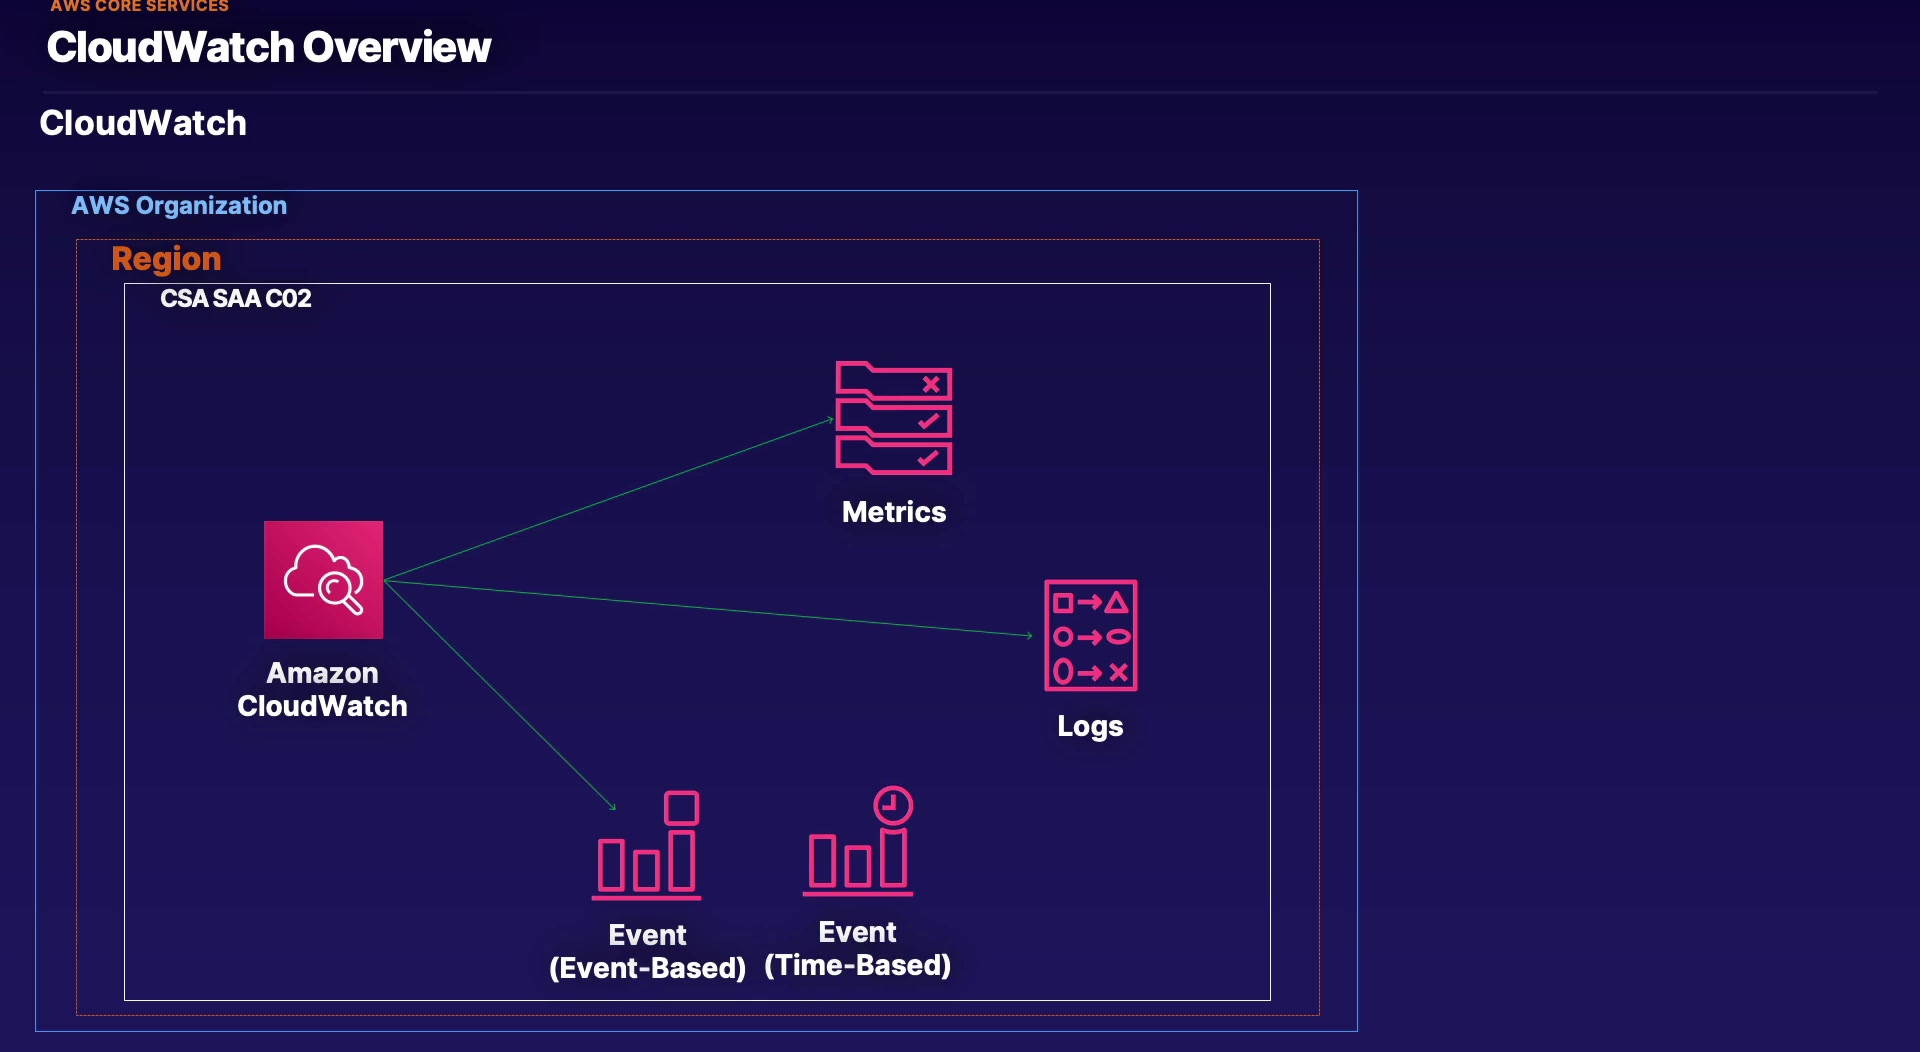 AWS CORE SERVICES
CloudWatch Overview
CloudWatch
AWS Organization
Region
CSA SAA C02
Metrics
Amazon
CloudWatch
Logs
Event
(Event-Based)
Event
(Time-Based)